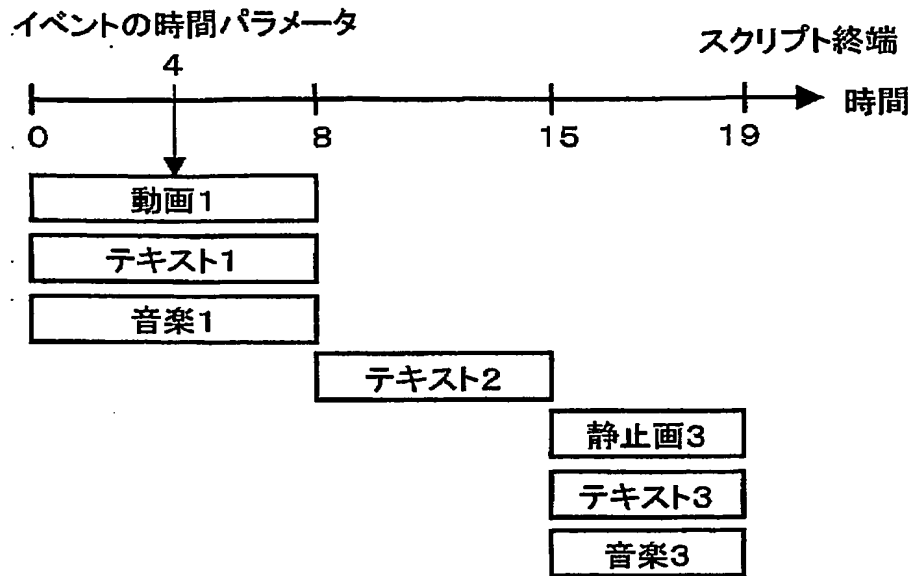 イベントの時間パラメータ
スクリプト終端
4
時間
0 8 15 19
動画1
テキスト1
音楽1
テキスト2
静止画3
テキスト3
音楽3